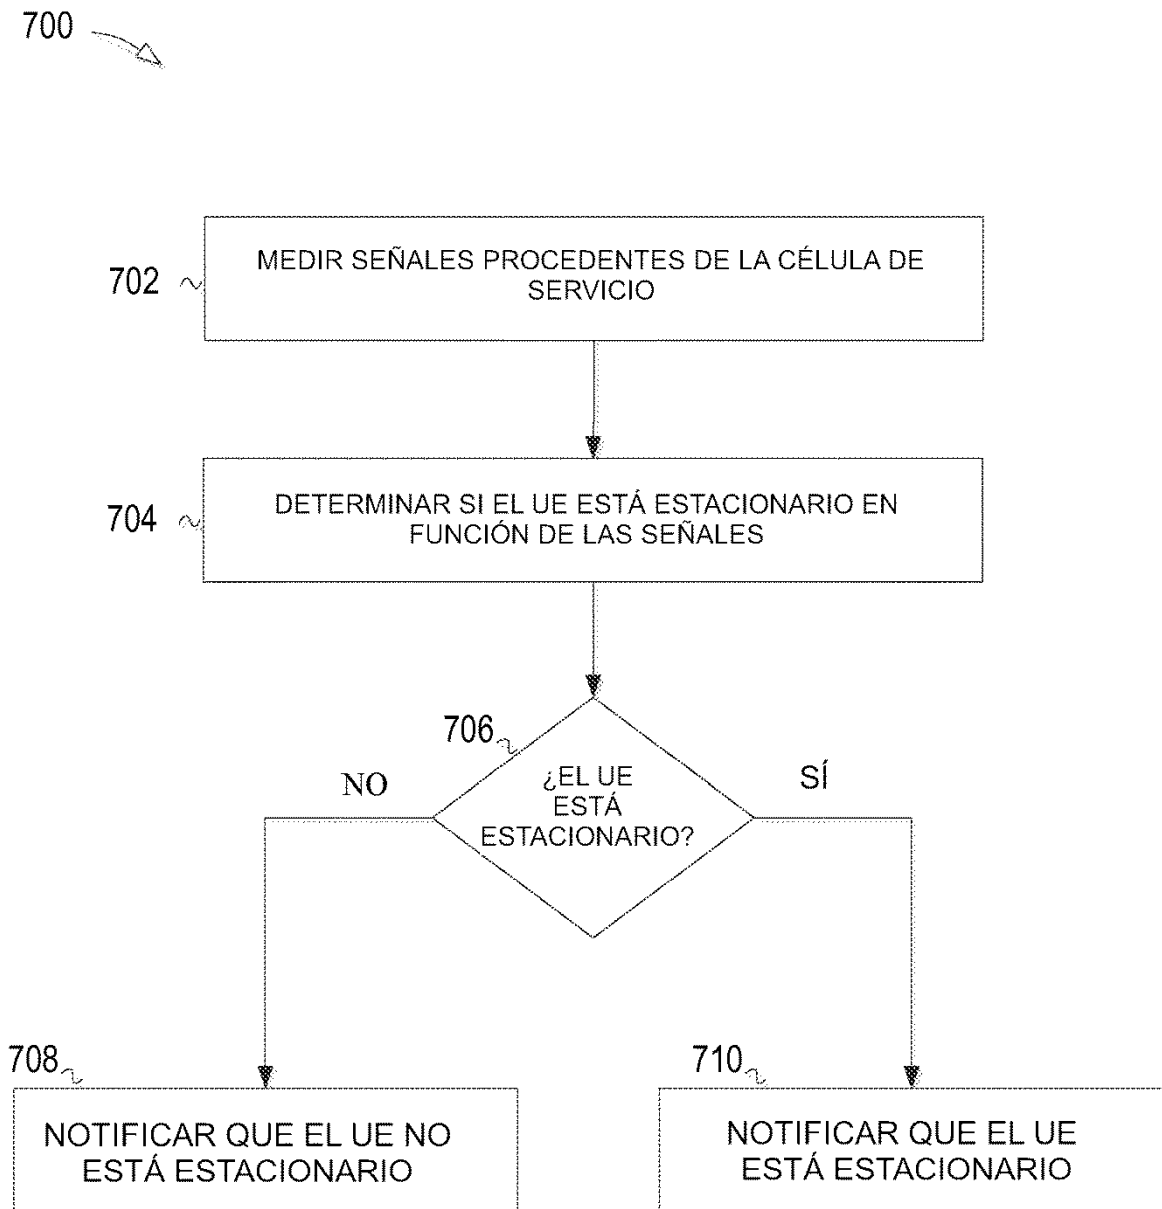 700
702
MEDIR SEÑALES PROCEDENTES DE LA CÉLULA DE
SERVICIO
704
DETERMINAR SI EL UE ESTÁ ESTACIONARIO EN
FUNCIÓN DE LAS SEÑALES
706
NO
¿EL UE
ESTÁ
ESTACIONARIO?
SÍ
708
NOTIFICAR QUE EL UE NO
ESTÁ ESTACIONARIO
710
NOTIFICAR QUE EL UE
ESTÁ ESTACIONARIO